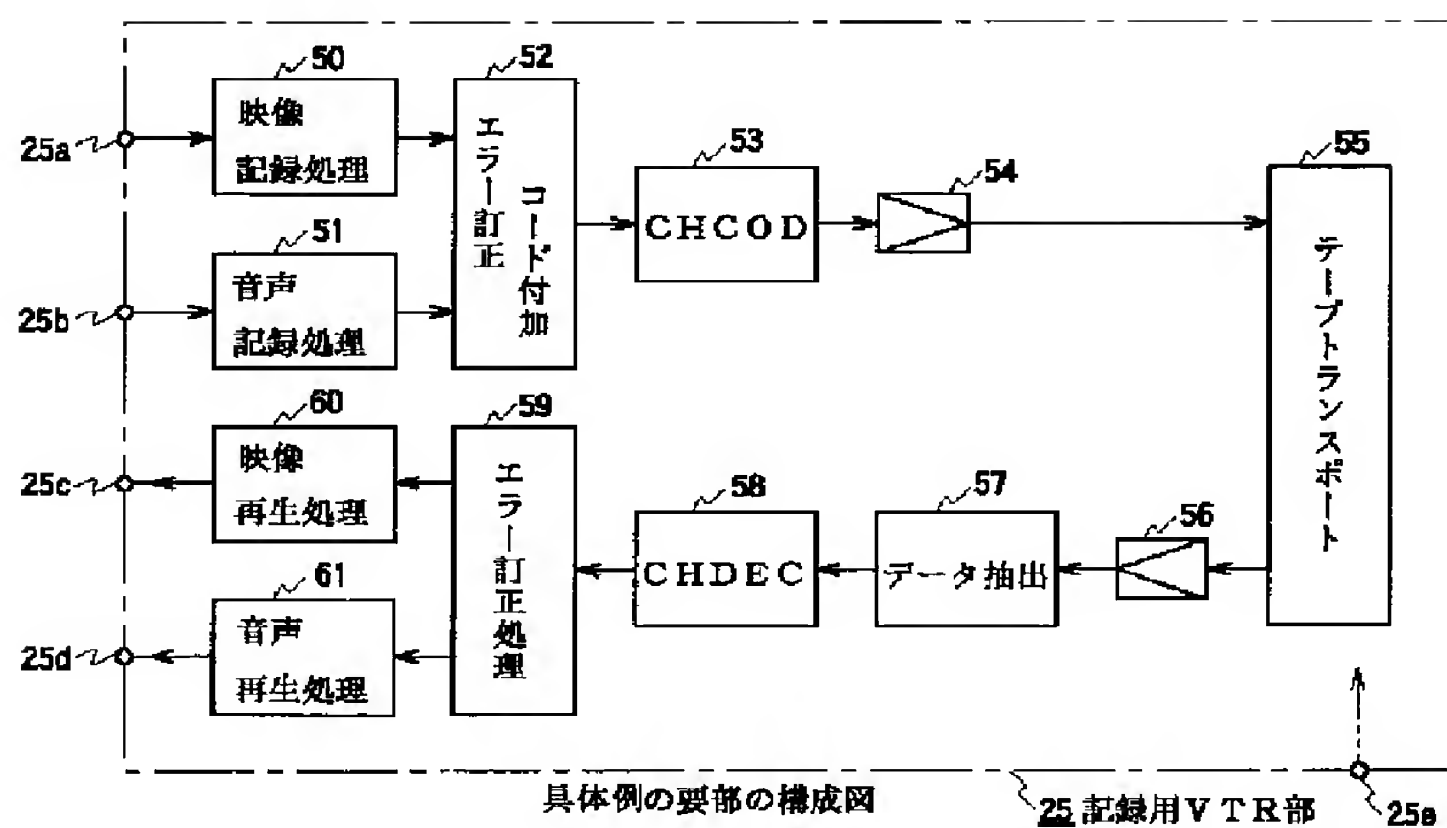 50
映像
記録処理
25a
51
音声
記録処理
25b
52
エラー訂正
コード付加
53
CHCOD
54
55
テープトランスポート
60
映像
再生処理
25c
61
音声
再生処理
25d
59
エラー訂正処理
58
CHDEC
57
データ抽出
56
具体例の要部の構成図
25 記録用VTR部
25e